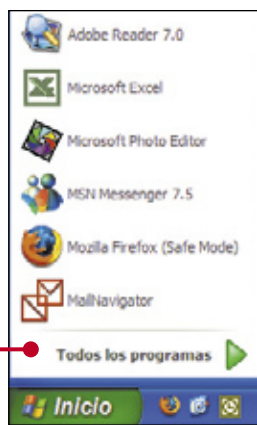 Adobe Reader 7.0
Microsoft Excel
Microsoft Photo Editor
MSN Messenger 7.5
Mozilla Firefox (Safe Mode)
MailNavigator
Todos los programas
Inicio